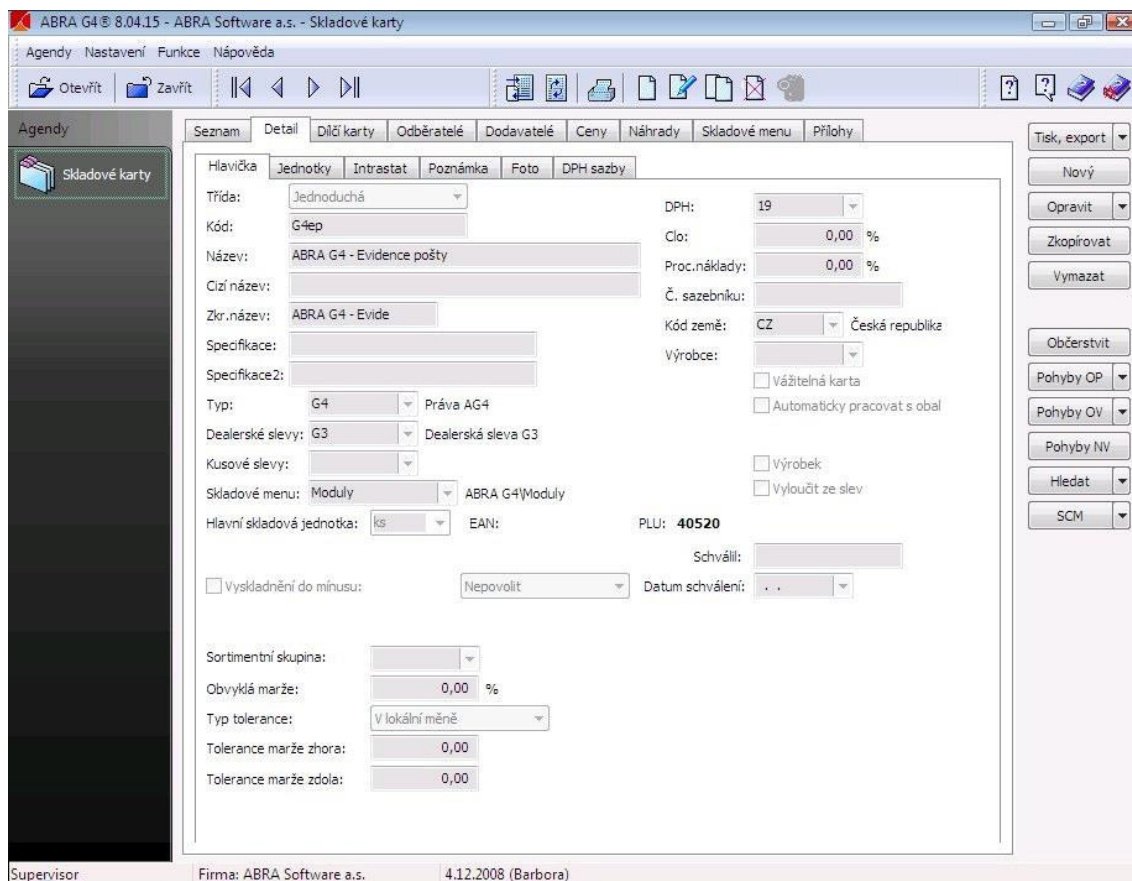 ABRA G4® 8.04.15 - ABRA Software a.s. - Skladové karty
Agendy Nastavení Funkce Nápověda
Otevřít Zavřít
Agendy
Skladové karty
Seznam Detail Dílčí karty Odběratelé Dodavatelé Ceny Náhrady Skladové menu Přílohy
Hlavička Jednotky Intrastat Poznámka Foto DPH sazby
Třída: Jednoduchá
Kód: G4ep
Název: ABRA G4 - Evidence pošty
Cizí název:
Zkr.název: ABRA G4 - Evide
Specifikace:
Specifikace2:
Typ: G4 Práva AG4
Dealerské slevy: G3 Dealerská sleva G3
Kusové slevy:
Skladové menu: Moduly ABRA G4\Moduly
Hlavní skladová jednotka: ks EAN: PLU: 40520
DPH: 19
Clo: 0,00 %
Proc.náklady: 0,00 %
Č. sazebníku:
Kód země: CZ Česká republika
Výrobce:
Vážitelná karta
Automaticky pracovat s obal
Výrobek
Vyloučit ze slev
Schválil:
Vyskladnění do mínusu: Nepovolit Datum schválení: . .
Sortimentní skupina:
Obvyklá marže: 0,00 %
Typ tolerance: V lokální měně
Tolerance marže zhora: 0,00
Tolerance marže zdola: 0,00
Tisk, export
Nový
Opravit
Zkopírovat
Vymazat
Občerstvit
Pohyby OP
Pohyby OV
Pohyby NV
Hledat
SCM
Supervisor Firma: ABRA Software a.s. 4.12.2008 (Barbora)